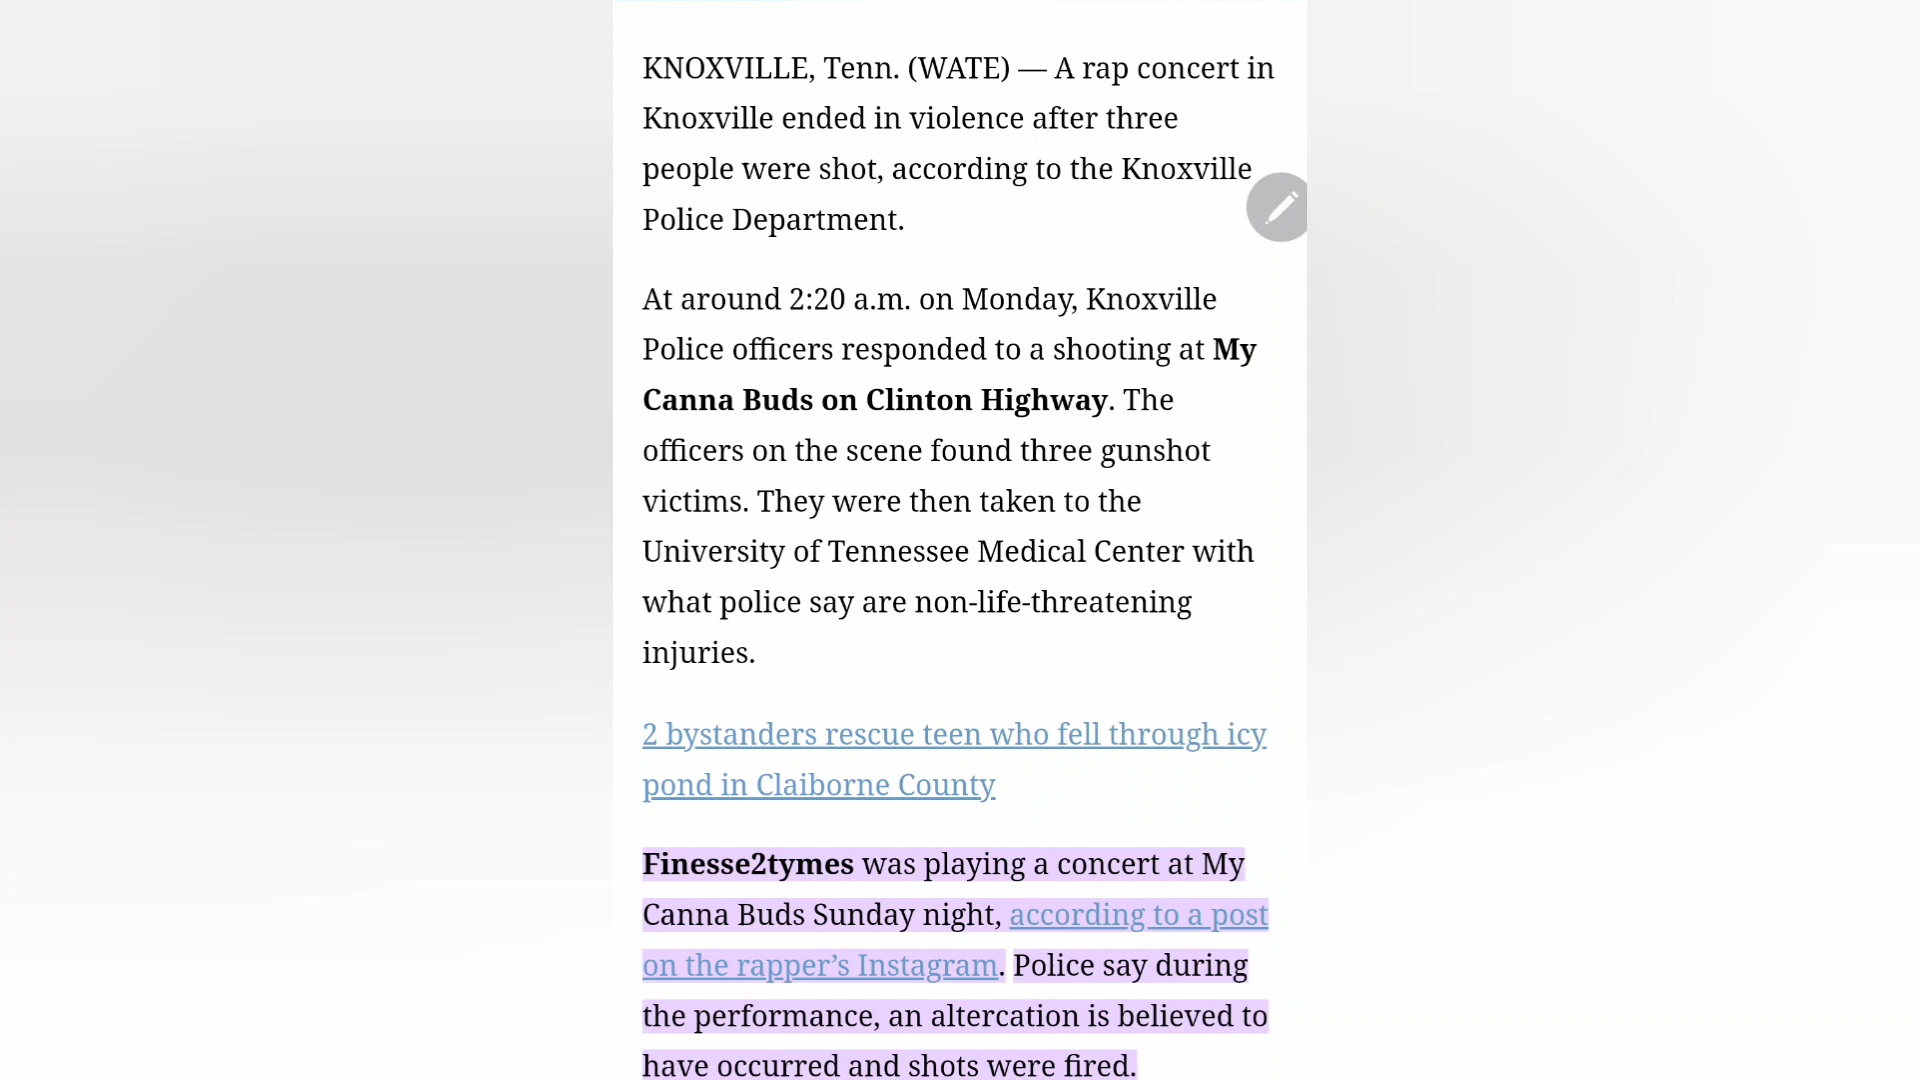 KNOXVILLE, Tenn. (WATE) — A rap concert in
Knoxville ended in violence after three
people were shot, according to the Knoxville
Police Department.
At around 2:20 a.m. on Monday, Knoxville
Police officers responded to a shooting at My
Canna Buds on Clinton Highway. The
officers on the scene found three gunshot
victims. They were then taken to the
University of Tennessee Medical Center with
what police say are non-life-threatening
injuries.
2 bystanders rescue teen who fell through icy
pond in Claiborne County
Finesse2tymes was playing a concert at My
Canna Buds Sunday night, according to a post
on the rapper’s Instagram. Police say during
the performance, an altercation is believed to
have occurred and shots were fired.